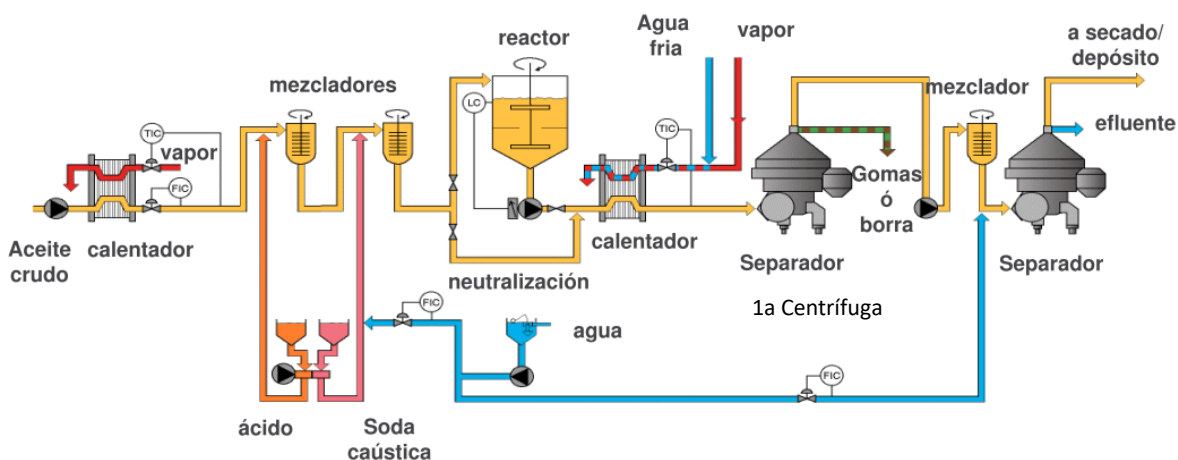 reactor
Agua
fria
vapor
a secado/
depósito
mezcladores
mezclador
LC
TIC
vapor
TIC
efluente
FIC
Gomas
ó
borra
Aceite
crudo
calentador
calentador
neutralización
Separador
Separador
1a Centrífuga
FIC
agua
FIC
ácido
Soda
caústica